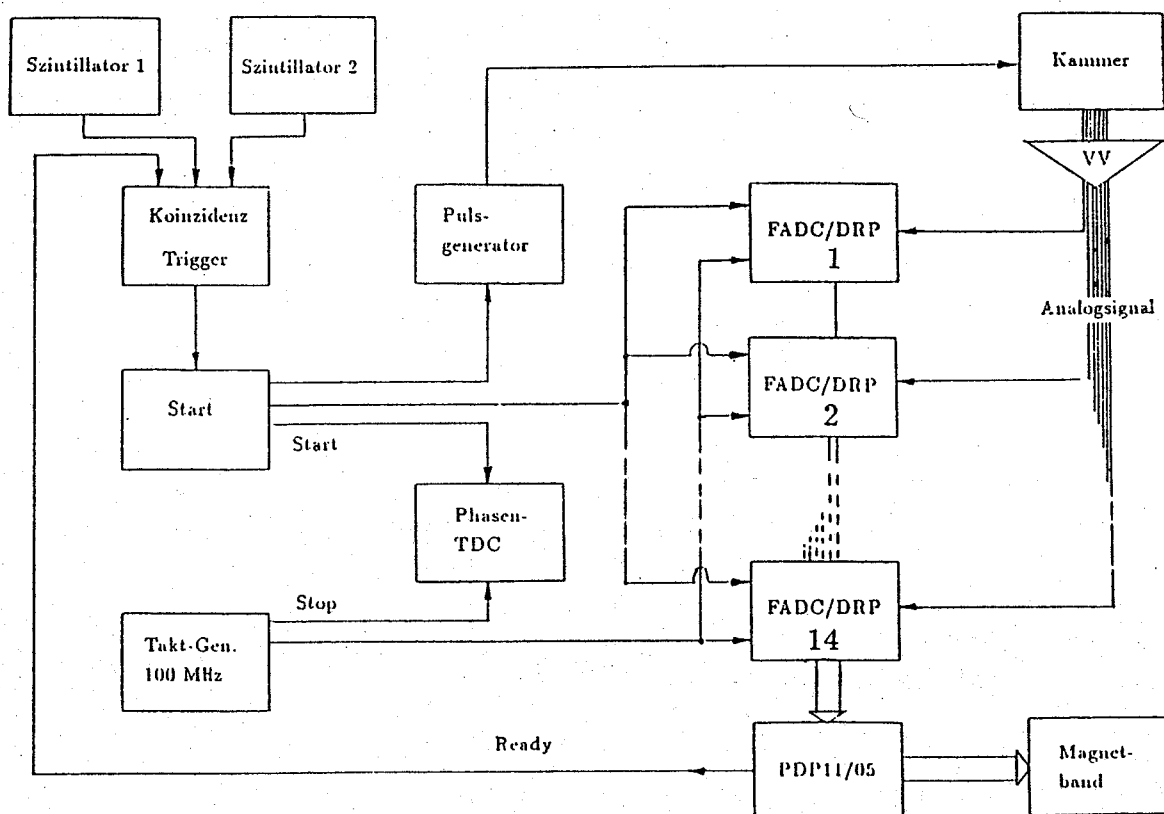 Szintillator 1
Szintillator 2
Kammer
VV
Koinzidenz
Trigger
Puls-
generator
FADC/DRP
1
Analogsignal
Start
FADC/DRP
2
Start
Phasen-
TDC
Stop
FADC/DRP
14
Takt-Gen.
100 MHz
Ready
PDP11/05
Magnet-
band